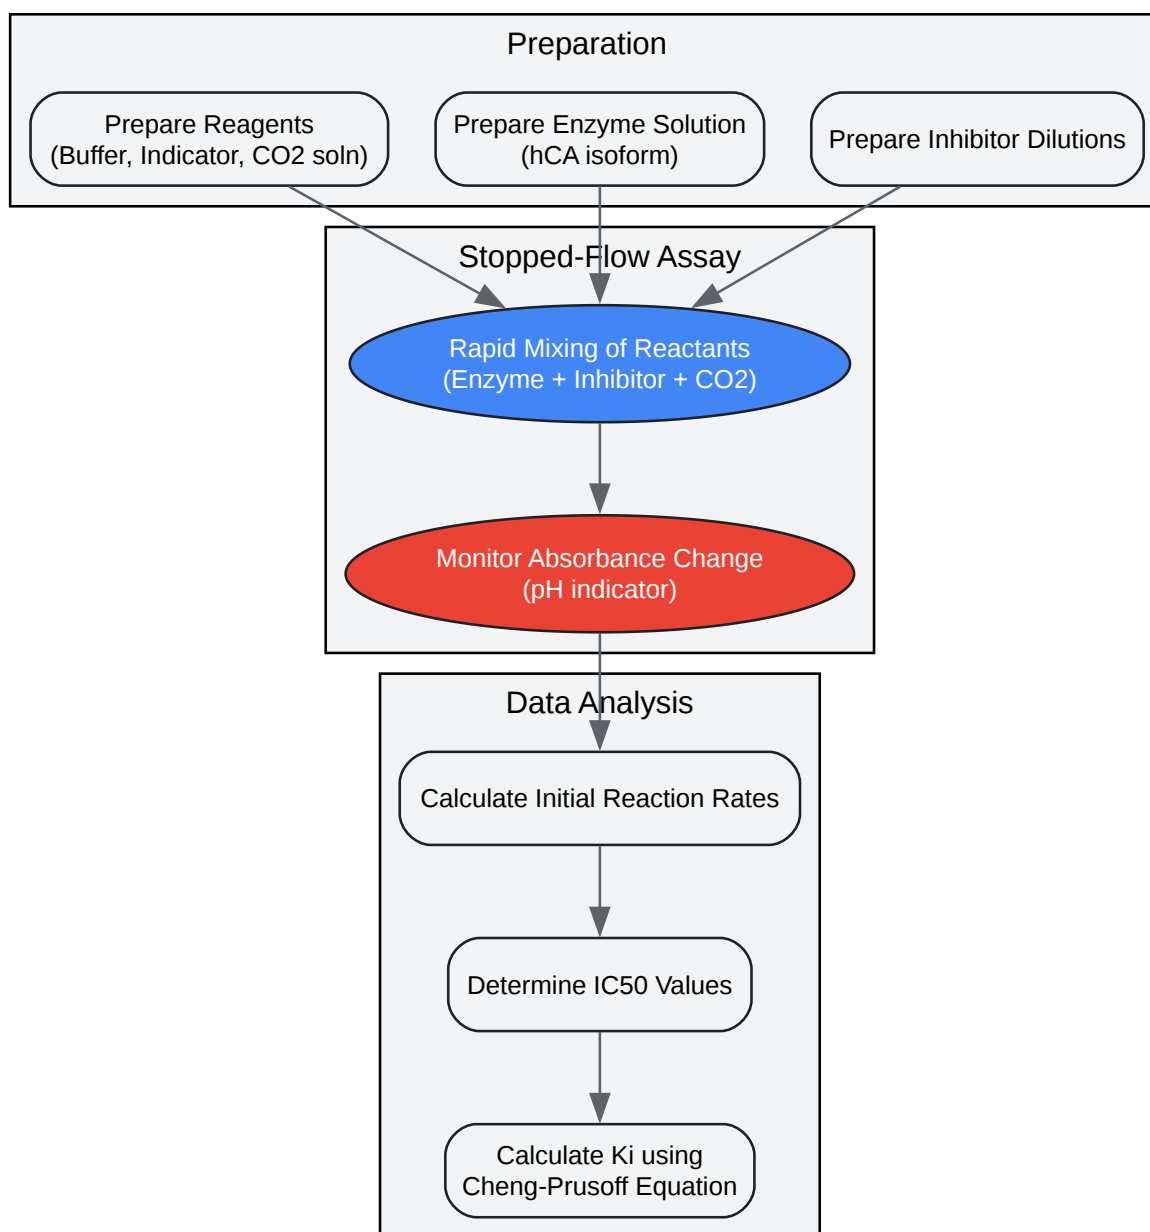 Preparation
Prepare Reagents
(Buffer, Indicator, CO2 soln)
Prepare Enzyme Solution
(hCA isoform)
Prepare Inhibitor Dilutions
Stopped-Flow Assay
Rapid Mixing of Reactants
(Enzyme + Inhibitor + CO2)
Monitor Absorbance Change
(pH indicator)
Data Analysis
Calculate Initial Reaction Rates
Determine IC50 Values
Calculate Ki using
Cheng-Prusoff Equation